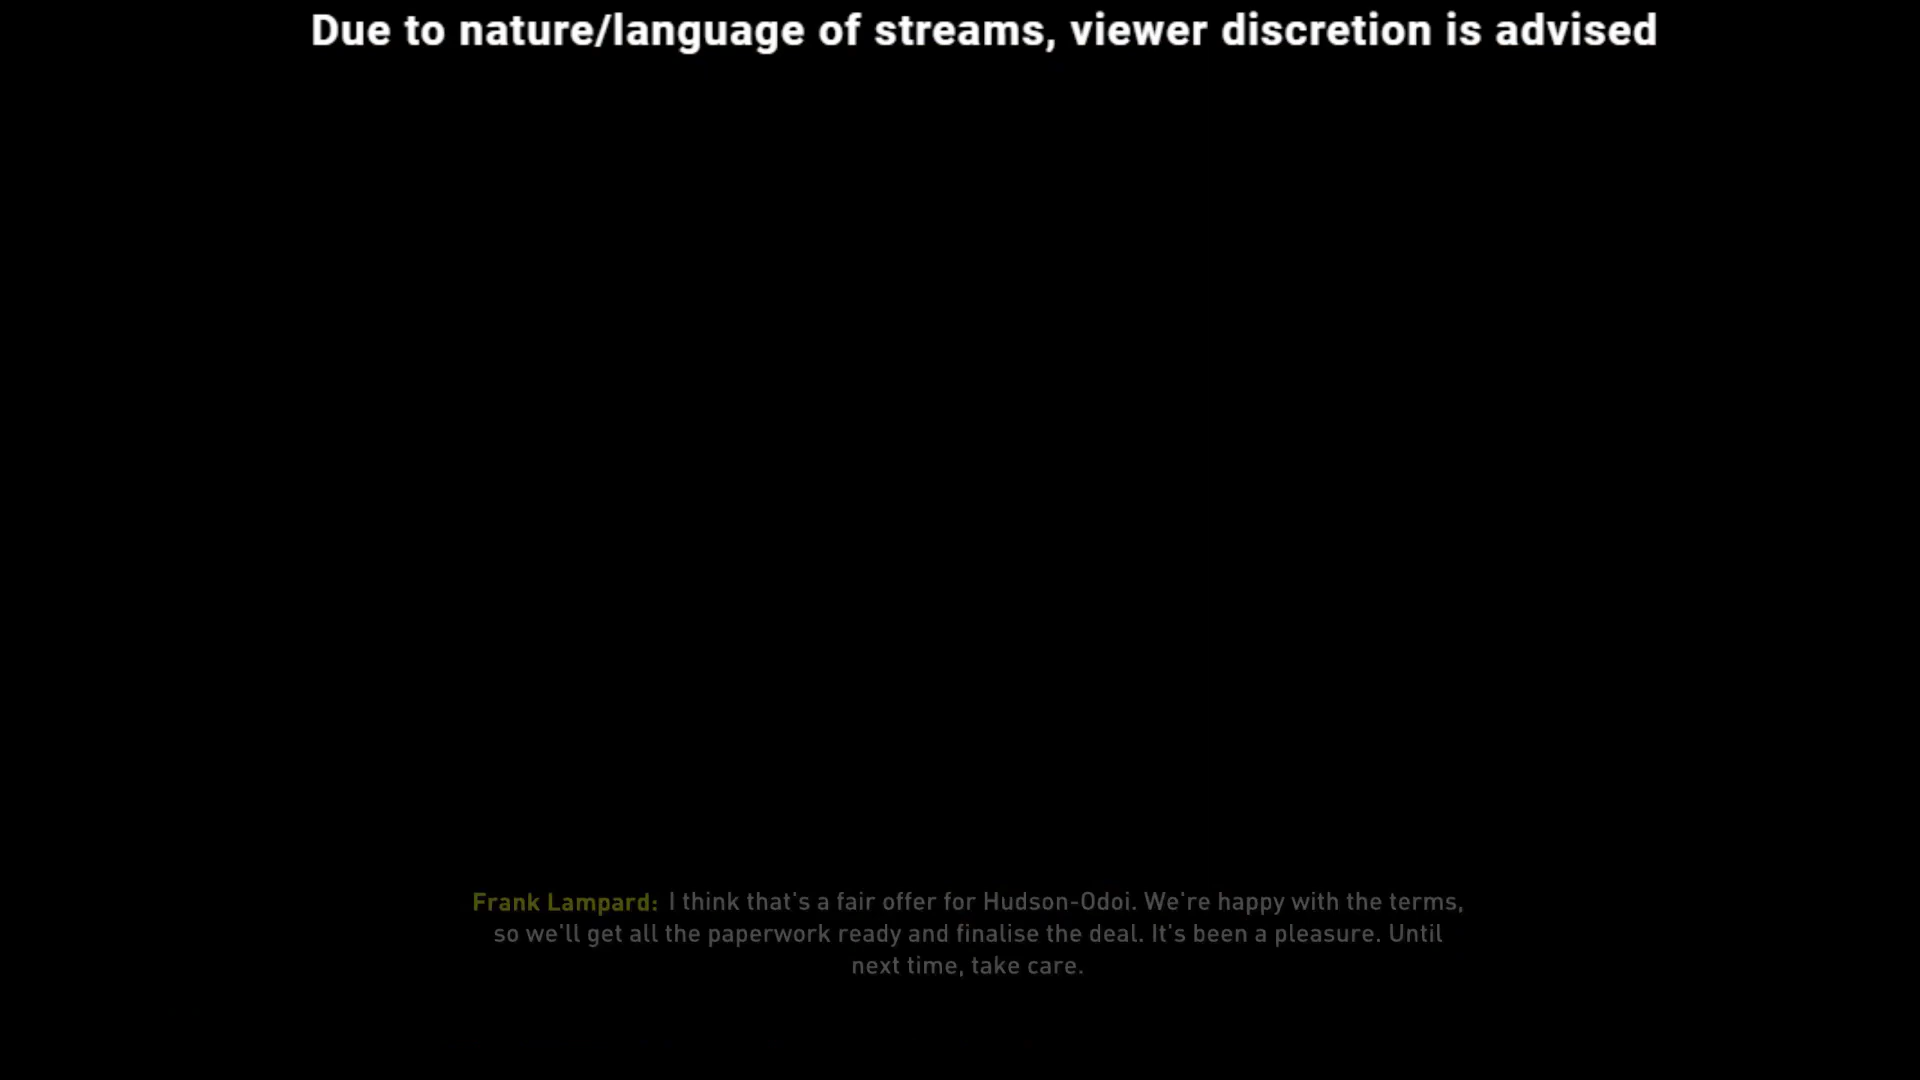 Due to nature/language of streams, viewer discretion is advised
Frank Lampard: I think that's a fair offer for Hudson-Odoi. We're happy with the terms,
so we'll get all the paperwork ready and finalise the deal. It's been a pleasure. Until
next time, take care.